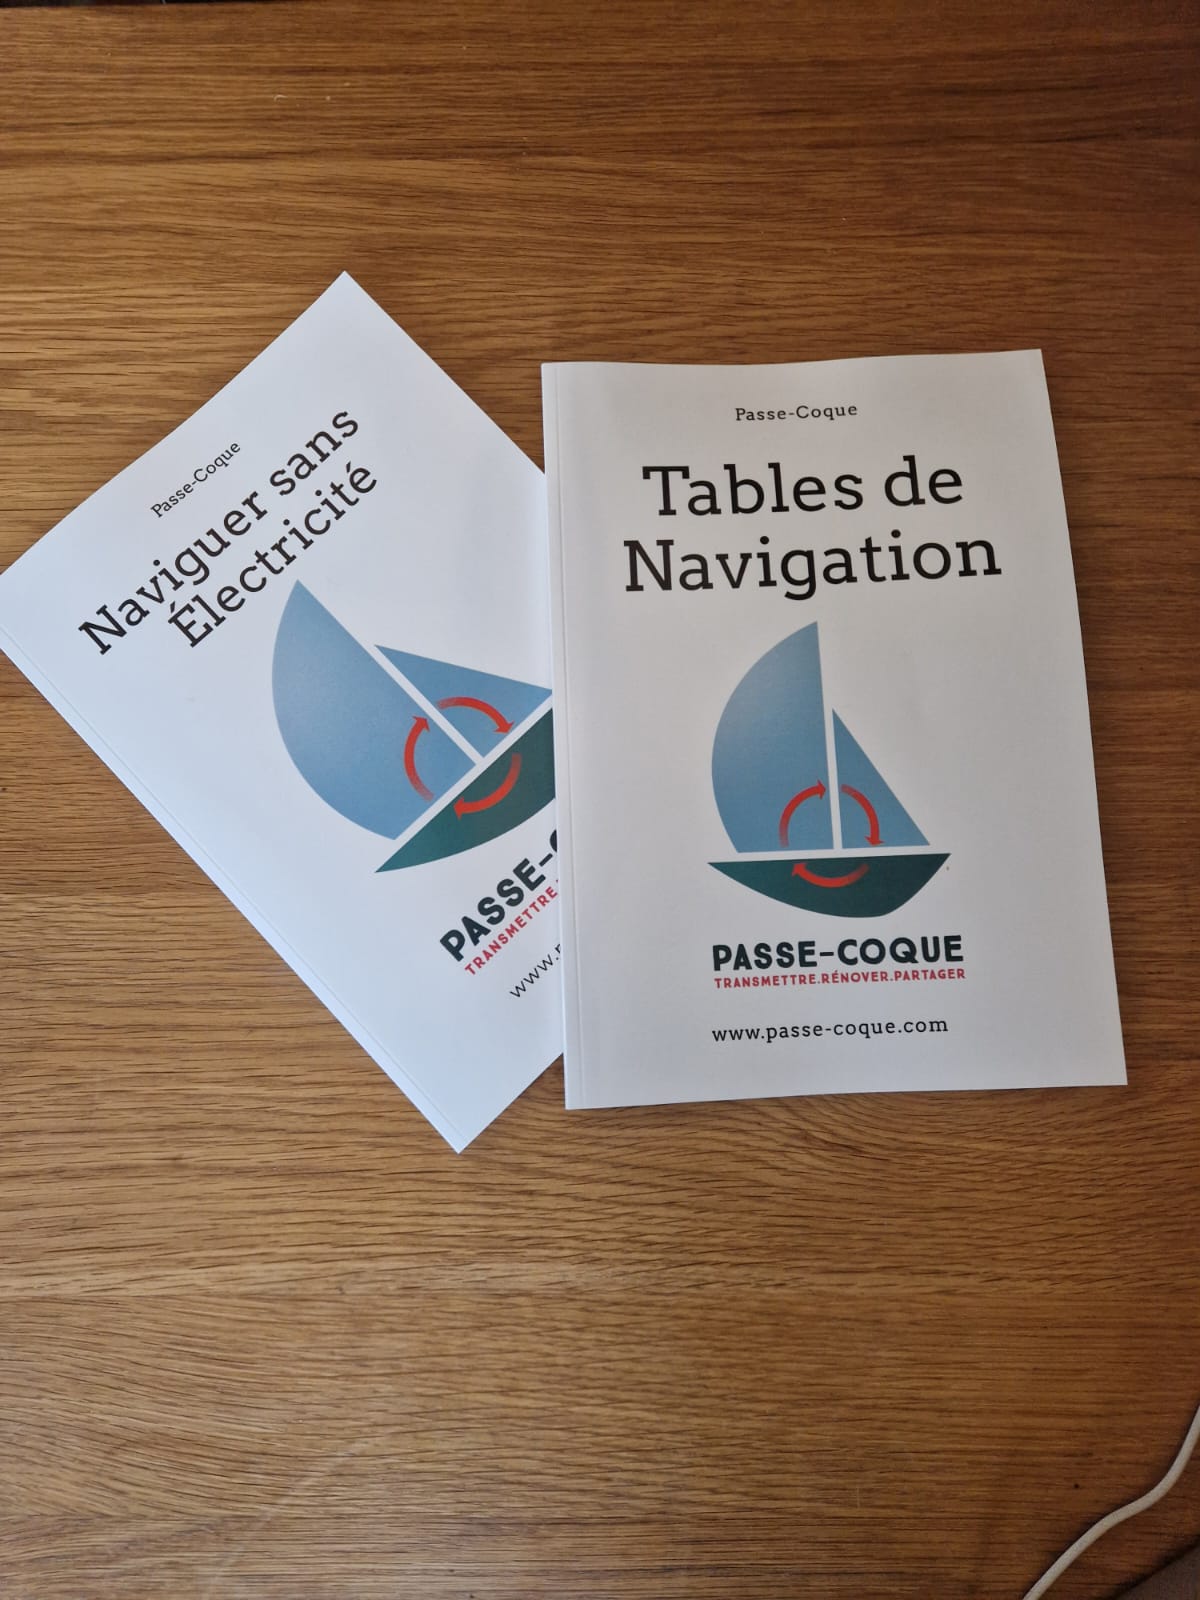 Passe-Coque
Naviguer sans
Électricité
TRANSMETTRE.
Passe-Coque
Tables de
Navigation
PASSE-COQUE
TRANSMETTRE.RÉNOVER.PARTAGER
www.passe-coque.com